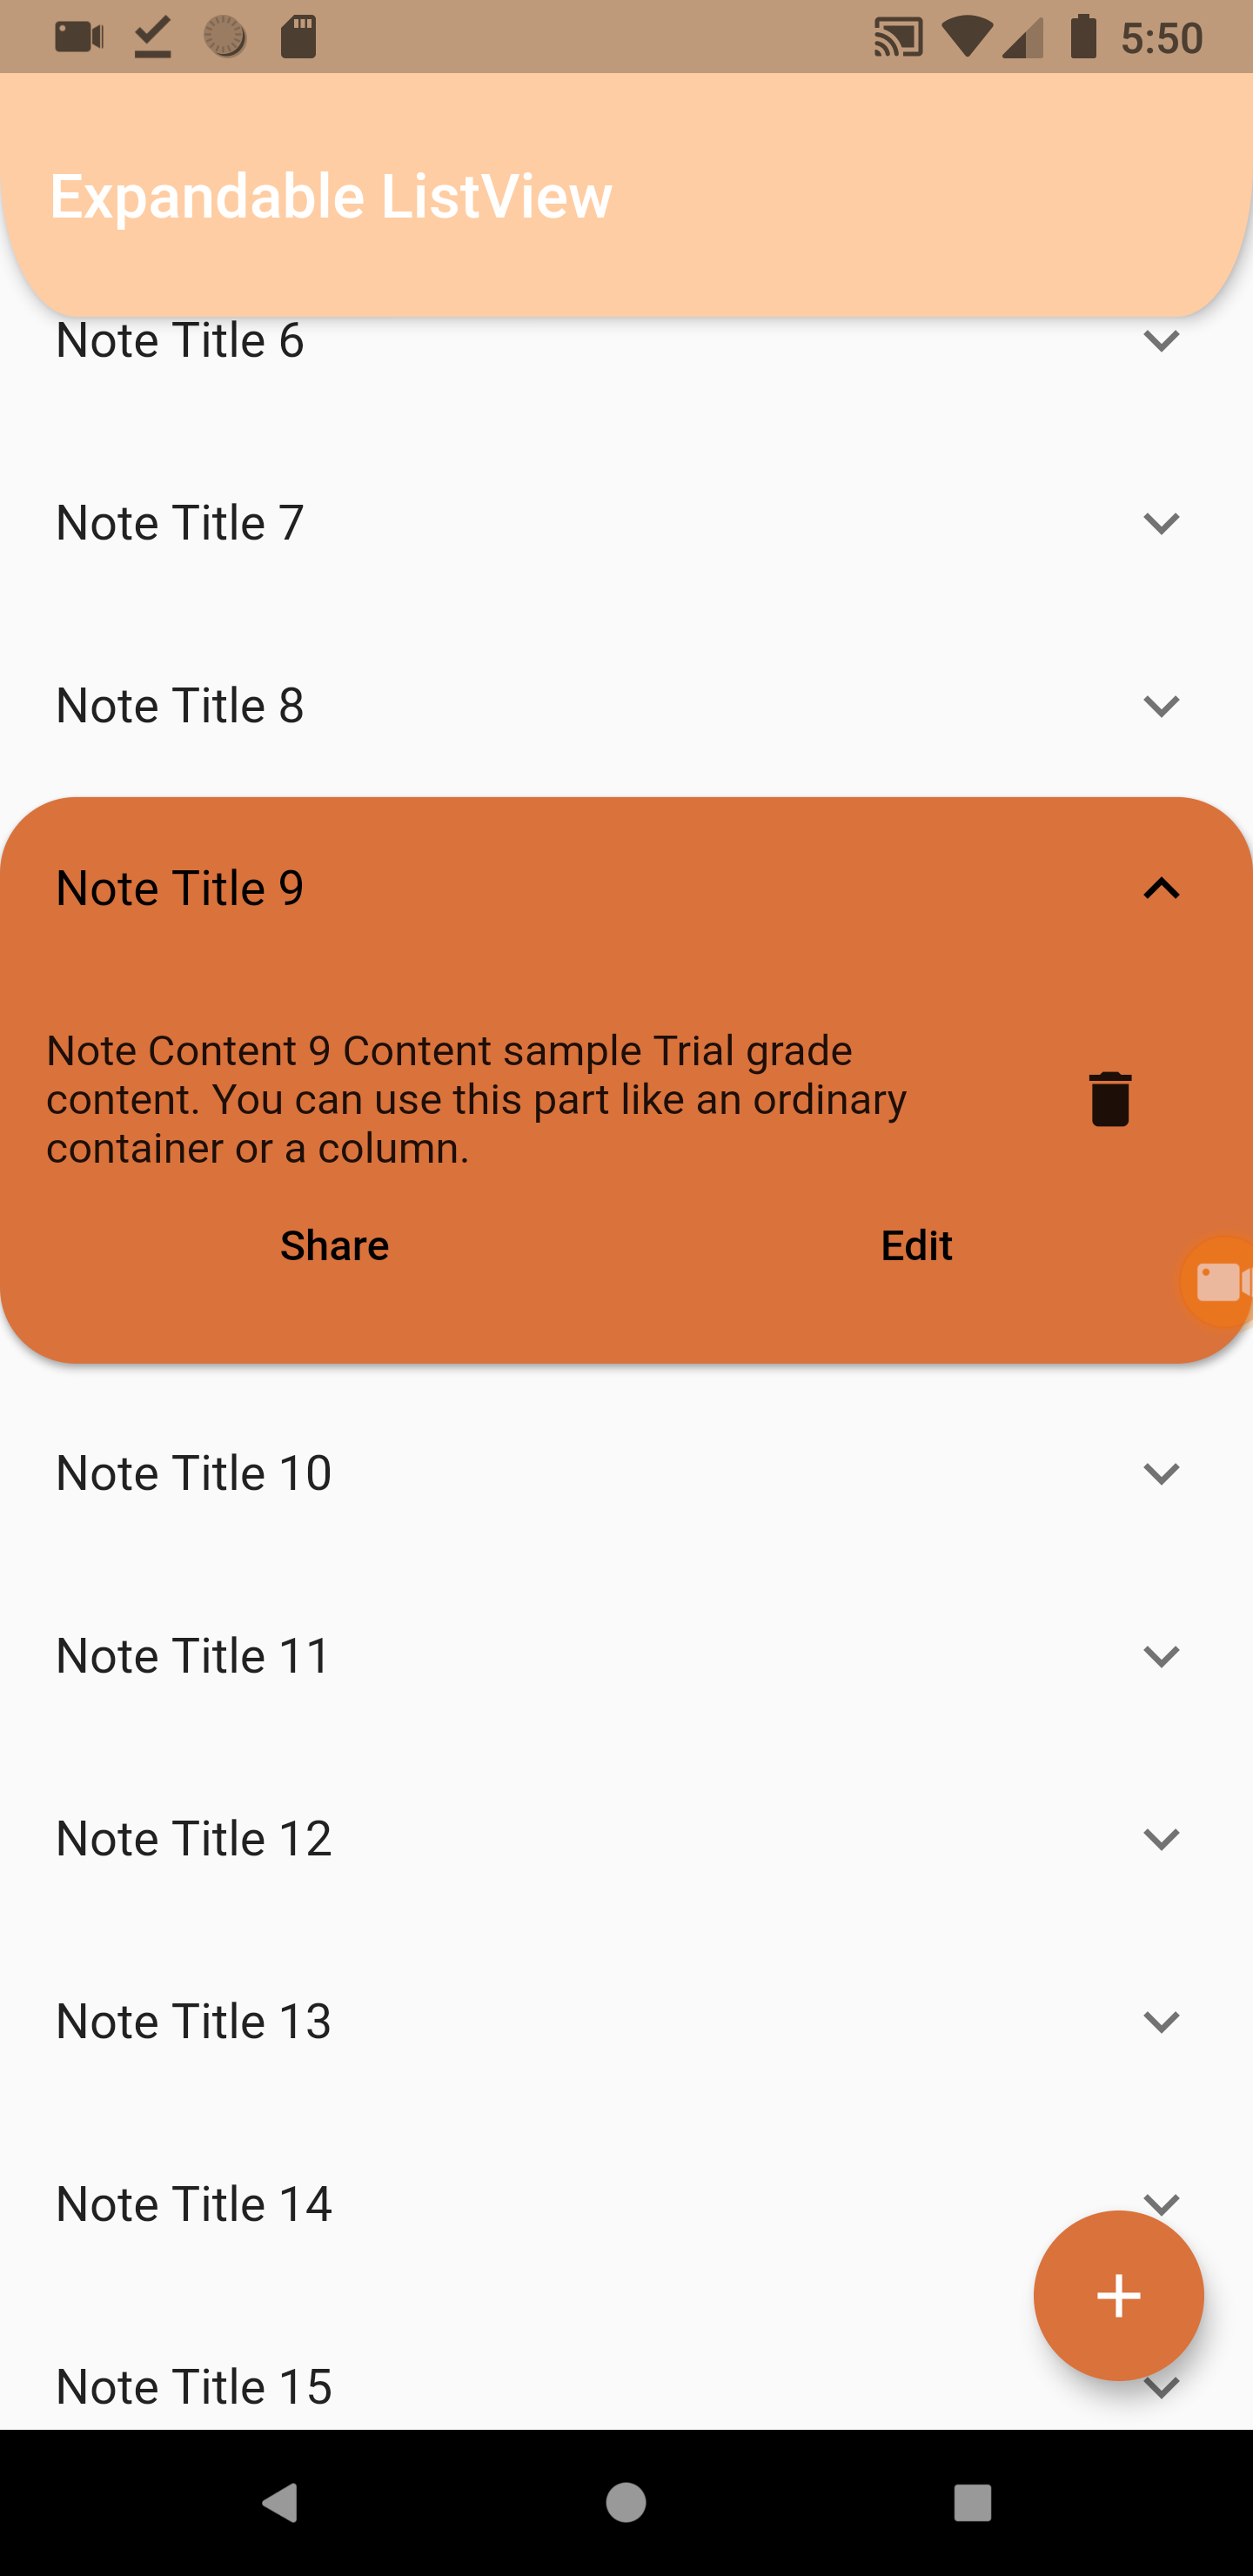 5:50
Expandable ListView
Note Title 6
Note Title 7
Note Title 8
Note Title 9
Note Content 9 Content sample Trial grade
content. You can use this part like an ordinary
container or a column.
Share Edit
Note Title 10
Note Title 11
Note Title 12
Note Title 13
Note Title 14
Note Title 15